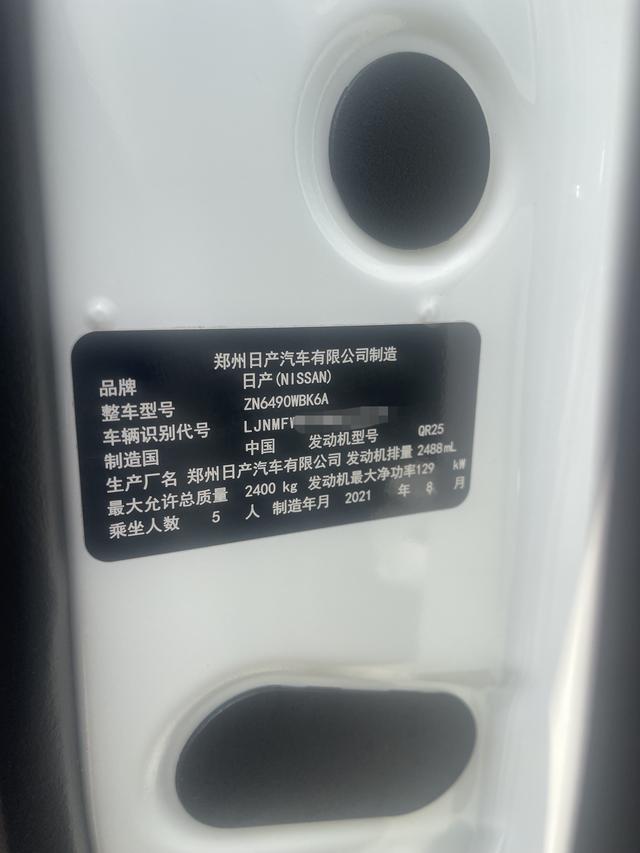 郑州日产汽车有限公司制造
品牌 日产(NISSAN)
整车型号 ZN6490WBK6A
车辆识别代号 LJNMFV
制造国 中国 发动机型号 QR25
生产厂名 郑州日产汽车有限公司 发动机排量 2488mL
最大允许总质量 2400 kg 发动机最大净功率129 kW
乘坐人数 5 人 制造年月 2021 年 8 月